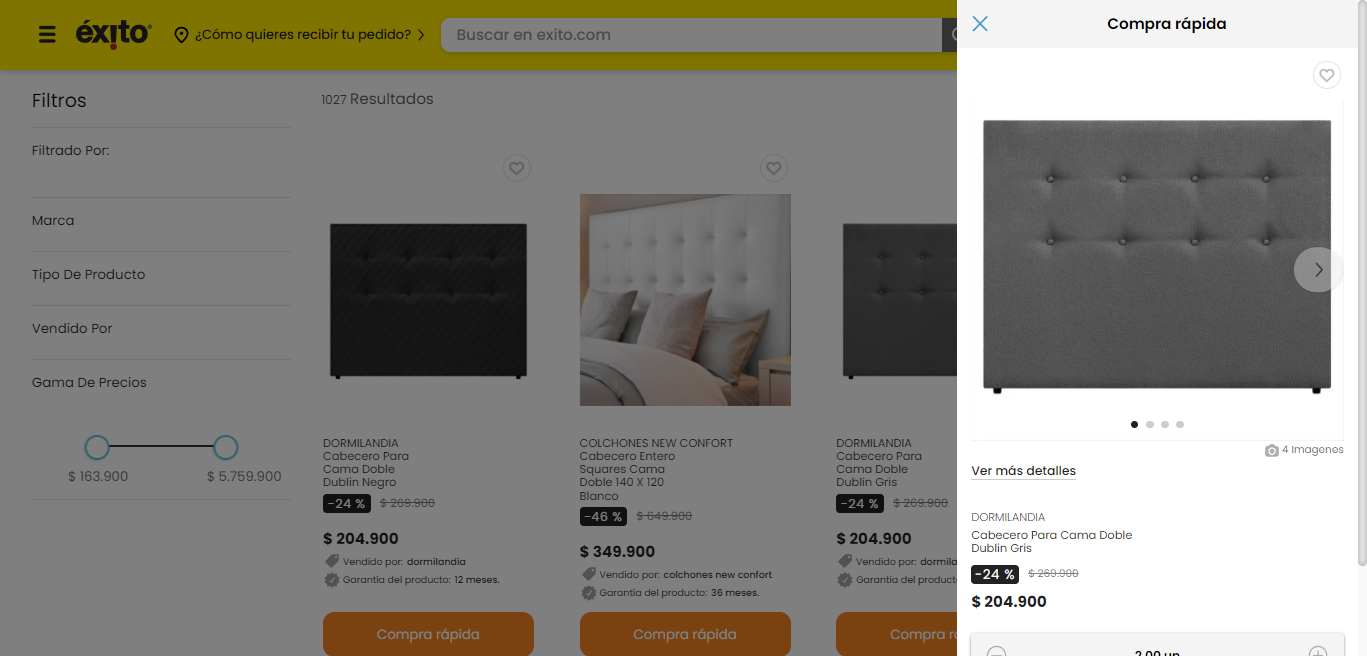 éxito
¿Cómo quieres recibir tu pedido?
Buscar en exito.com
Compra rápida
Filtros
1027 Resultados
Filtrado Por:
Marca
Tipo De Producto
Vendido Por
Gama De Precios
$ 163.900
$ 5.759.900
DORMILANDIA
Cabecero Para
Cama Doble
Dublin Negro
-24 %
$ 269.900
$ 204.900
Vendido por: dormilandia
Garantía del producto: 12 meses.
Compra rápida
COLCHONES NEW CONFORT
Cabecero Entero
Squares Cama
Doble 140 X 120
Blanco
-46 %
$ 649.900
$ 349.900
Vendido por: colchones new confort
Garantía del producto: 36 meses.
Compra rápida
DORMILANDIA
Cabecero Para
Cama Doble
Dublin Gris
-24 %
$ 269.900
$ 204.900
Vendido por: dormila
Garantía del product
Compra r
4 Imagenes
Ver más detalles
DORMILANDIA
Cabecero Para Cama Doble
Dublin Gris
-24 %
$ 269.900
$ 204.900
2.00 un